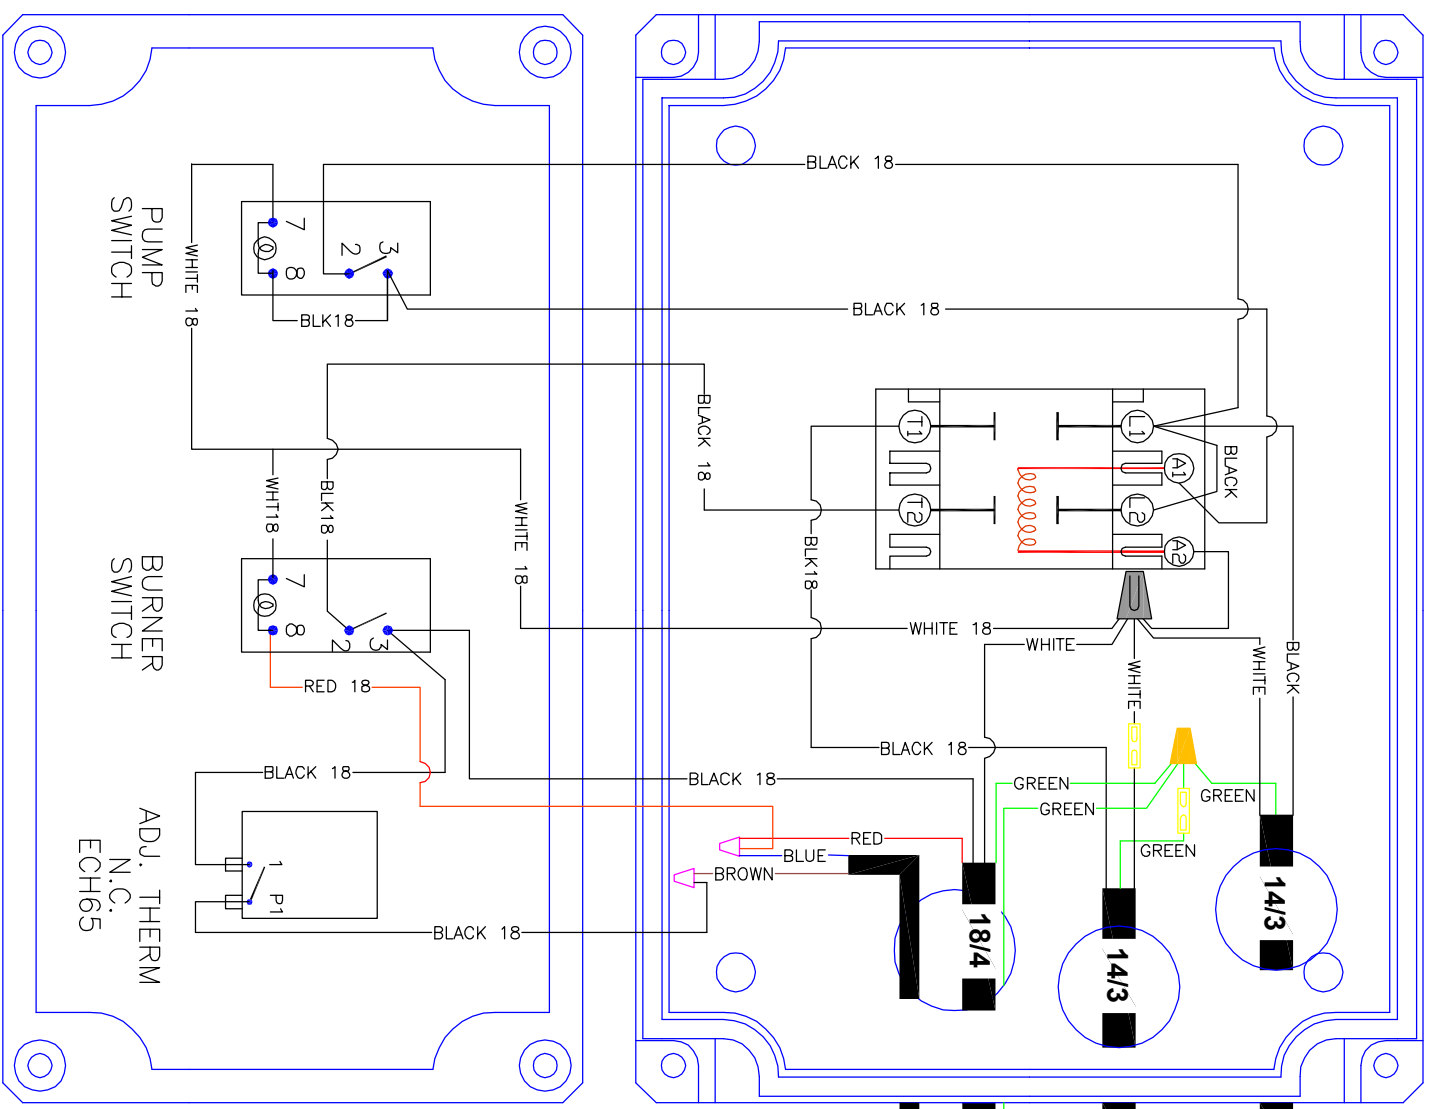 PUMP
SWITCH
WHITE 18
7
8
2
3
BLK18
BLACK 18
BLACK 18
BLACK 18
WHT18
BLK18
WHITE 18
BURNER
SWITCH
7
8
2
3
RED 18
BLACK 18
ADJ. THERM
N.C.
ECH65
1
P1
BLACK 18
T1
T2
L1
A1
L2
A2
BLACK
BLK18
WHITE 18
WHITE
WHITE
WHITE
BLACK
BLACK 18
BLACK 18
GREEN
GREEN
GREEN
GREEN
RED
BLUE
BROWN
18/4
14/3
14/3